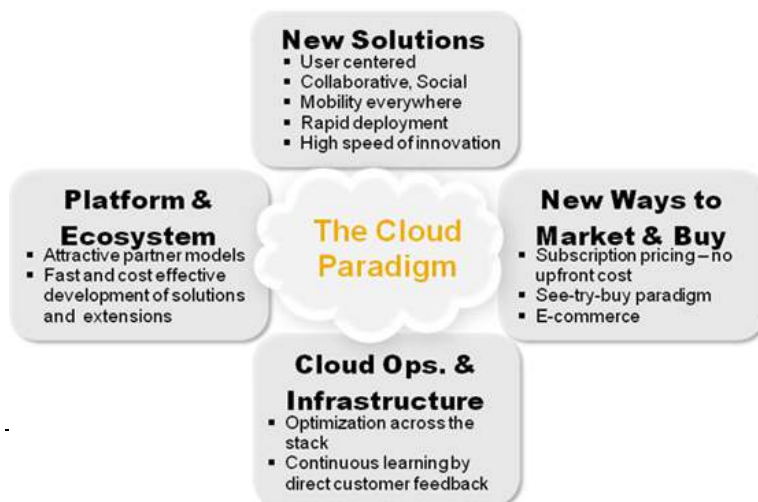 New Solutions
▪ User centered
▪ Collaborative, Social
▪ Mobility everywhere
▪ Rapid deployment
▪ High speed of innovation
Platform &
Ecosystem
▪ Attractive partner models
▪ Fast and cost effective
development of solutions
and extensions
The Cloud
Paradigm
New Ways to
Market & Buy
▪ Subscription pricing – no
upfront cost
▪ See-try-buy paradigm
▪ E-commerce
Cloud Ops. &
Infrastructure
▪ Optimization across the
stack
▪ Continuous learning by
direct customer feedback
-